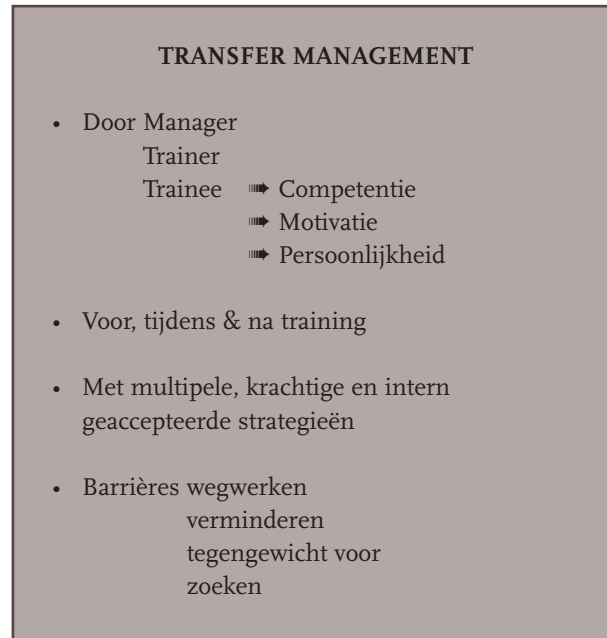 TRANSFER MANAGEMENT
• Door Manager
Trainer
Trainee ➠ Competentie
➠ Motivatie
➠ Persoonlijkheid
• Voor, tijdens & na training
• Met multipele, krachtige en intern
geaccepteerde strategieën
• Barrières wegwerken
verminderen
tegengewicht voor
zoeken